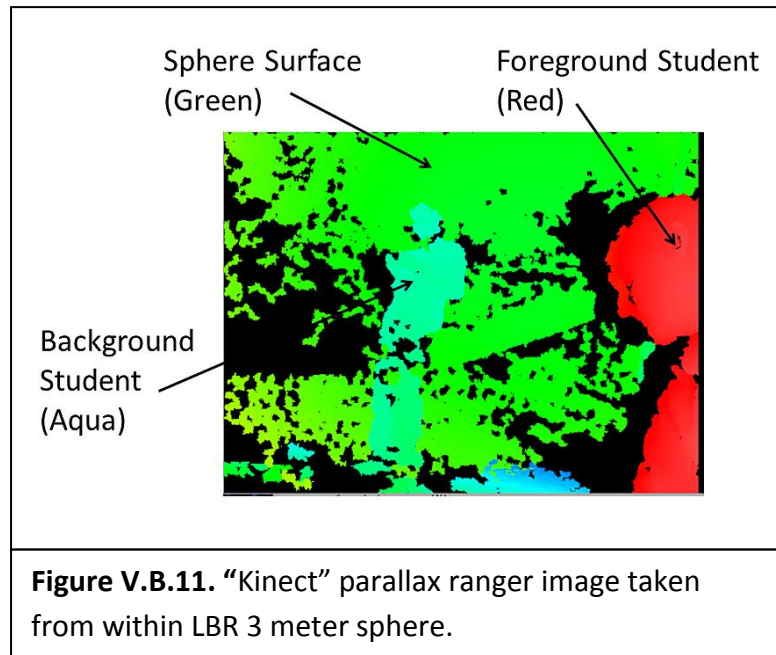 Sphere Surface
(Green)
Foreground Student
(Red)
Background
Student
(Aqua)
Figure V.B.11. “Kinect” parallax ranger image taken
from within LBR 3 meter sphere.